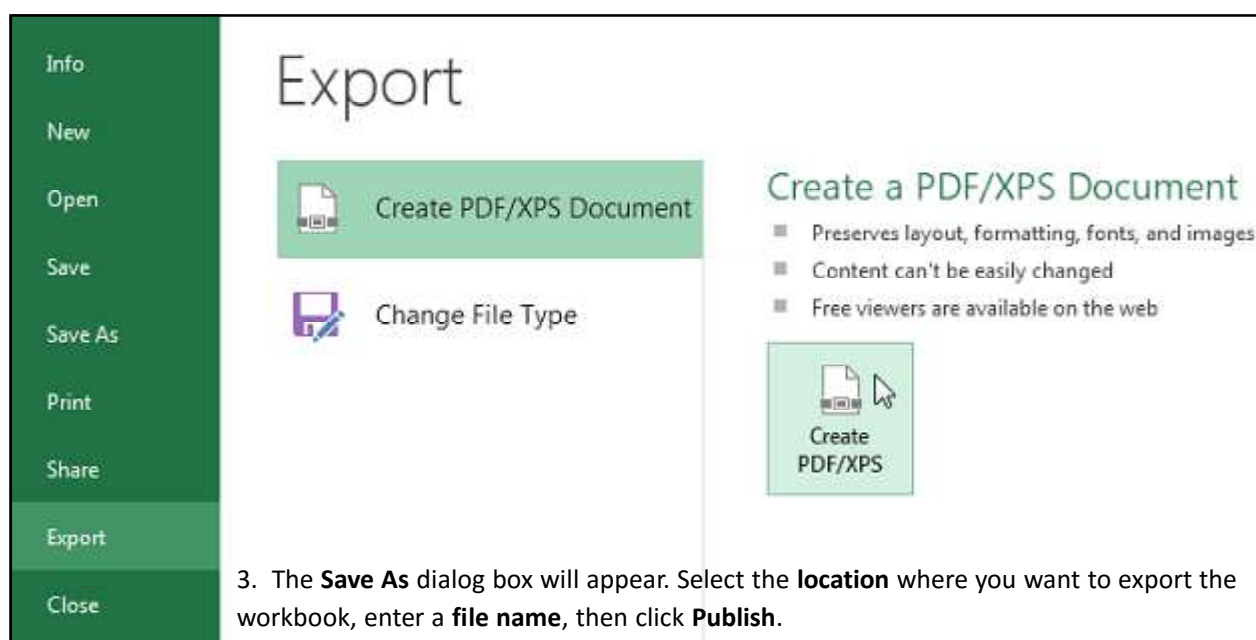 Info
New
Open
Save
Save As
Print
Share
Export
Close
Export
Create PDF/XPS Document
Change File Type
Create a PDF/XPS Document
Preserves layout, formatting, fonts, and images
Content can't be easily changed
Free viewers are available on the web
Create
PDF/XPS
3. The Save As dialog box will appear. Select the location where you want to export the
workbook, enter a file name, then click Publish.